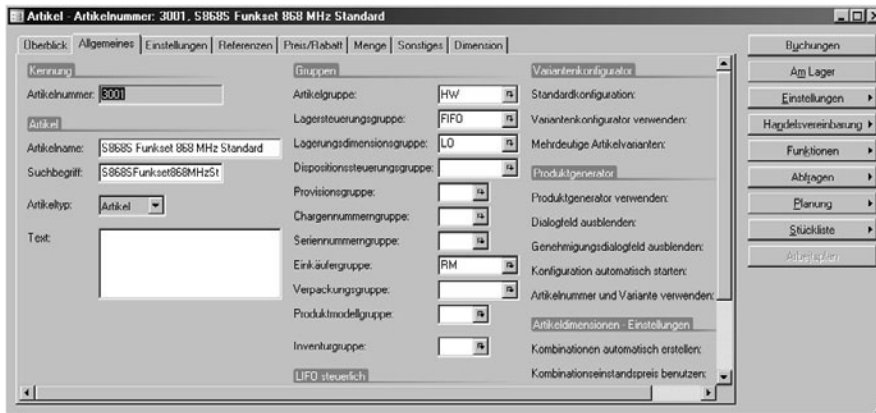 Artikel - Artikelnummer: 3001, S868S Funkset 868 MHz Standard
Überblick Allgemeines Einstellungen Referenzen Preis/Rabatt Menge Sonstiges Dimension
Kennung
Artikelnummer: 3001
Artikel
Artikelname: S868S Funkset 868 MHz Standard
Suchbegriff: S868SFunkset868MHzSt
Artikeltyp: Artikel
Text:
Gruppen
Artikelgruppe: HW
Lagersteuerungsgruppe: FIFO
Lagerungsdimensionsgruppe: LO
Dispositionssteuerungsgruppe:
Provisionsgruppe:
Chargennummerngruppe:
Seriennummerngruppe:
Einkäufergruppe: RM
Verpackungsgruppe:
Produktmodellgruppe:
Inventurgruppe:
LIFO steuerlich
Variantenkonfigurator
Standardkonfiguration:
Variantenkonfigurator verwenden:
Mehrdeutige Artikelvarianten:
Produktgenerator
Produktgenerator verwenden:
Dialogfeld ausblenden:
Genehmigungsdialogfeld ausblenden:
Konfiguration automatisch starten:
Artikelnummer und Variante verwenden:
Artikeldimensionen - Einstellungen
Kombinationen automatisch erstellen:
Kombinationseinstandspreis benutzen:
Buchungen
Am Lager
Einstellungen
Handelsvereinbarung
Funktionen
Abfragen
Planung
Stückliste
Arbeitsplan